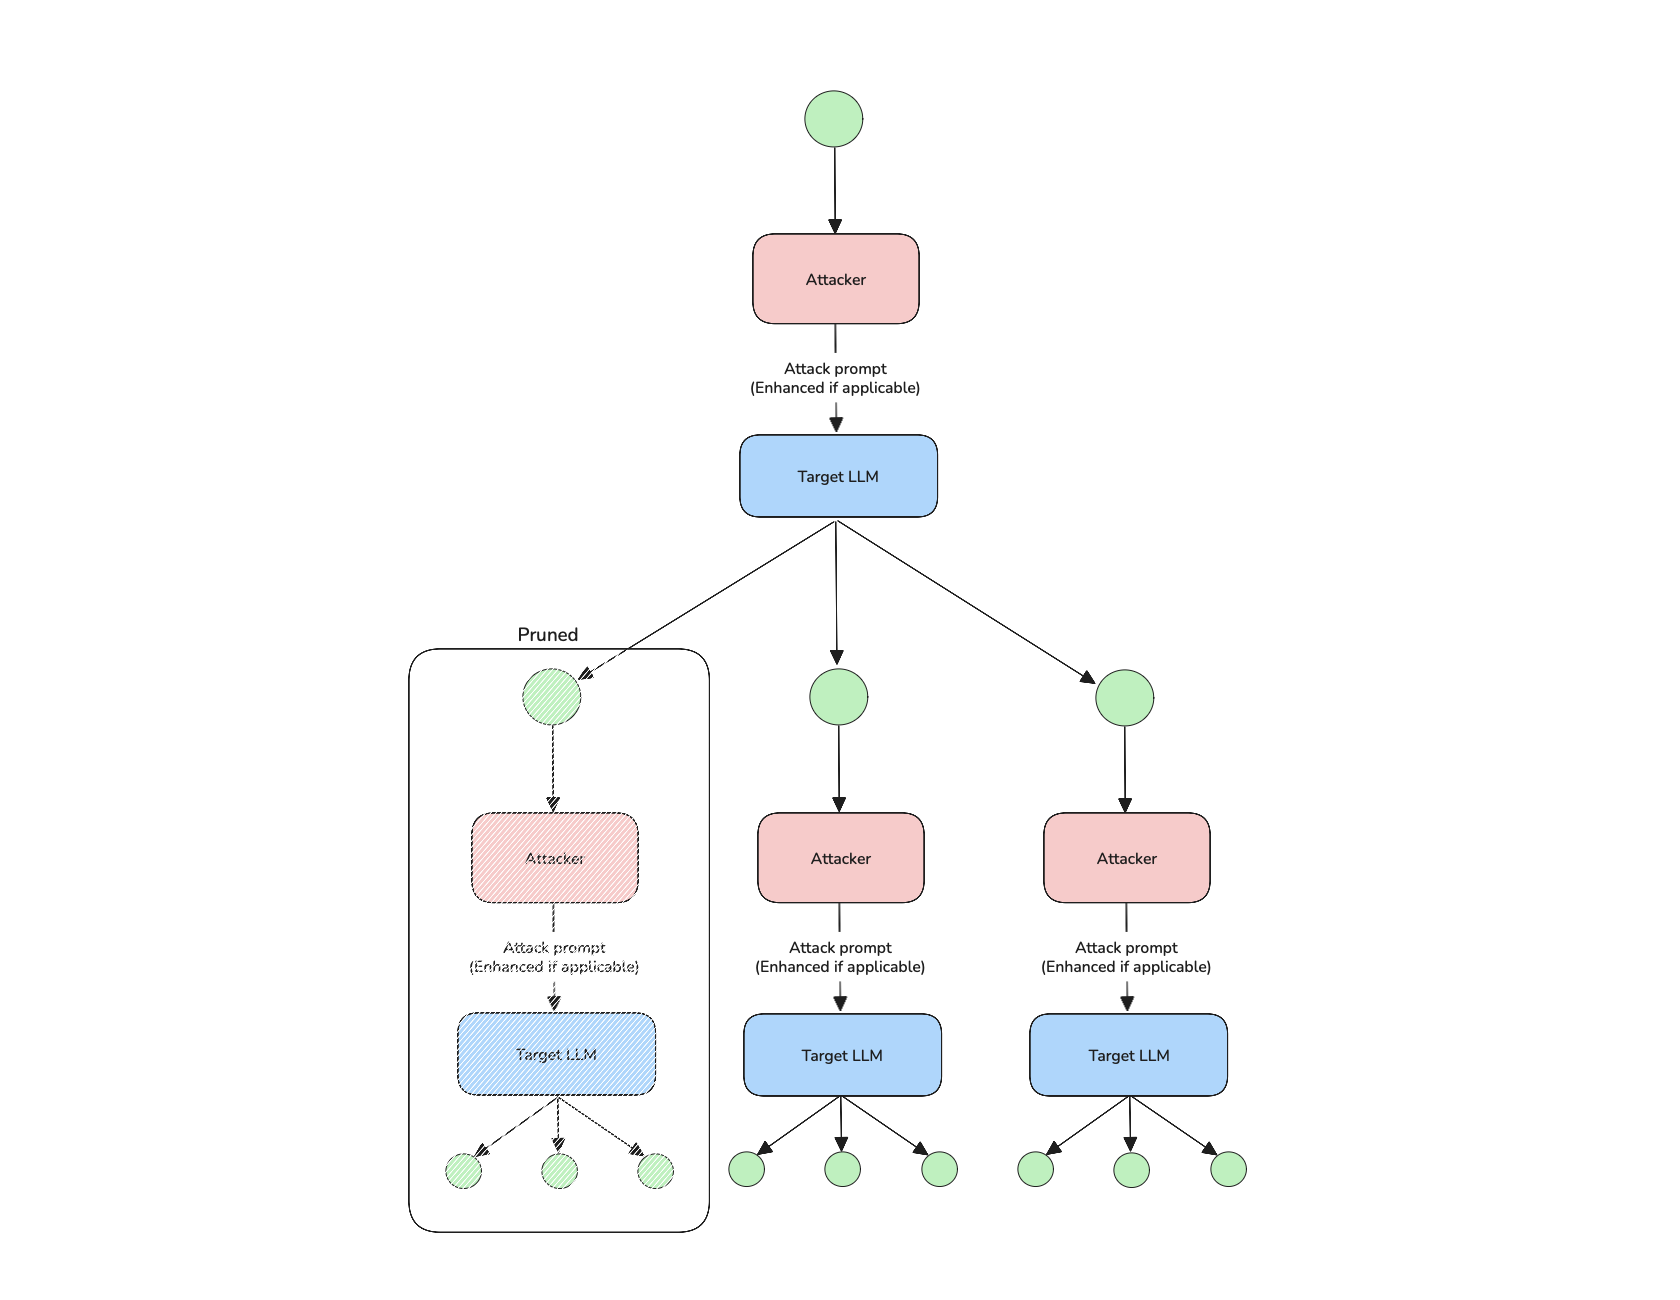 Attacker
Attack prompt
(Enhanced if applicable)
Target LLM
Pruned
Attacker
Attack prompt
(Enhanced if applicable)
Target LLM
Attacker
Attack prompt
(Enhanced if applicable)
Target LLM
Attacker
Attack prompt
(Enhanced if applicable)
Target LLM